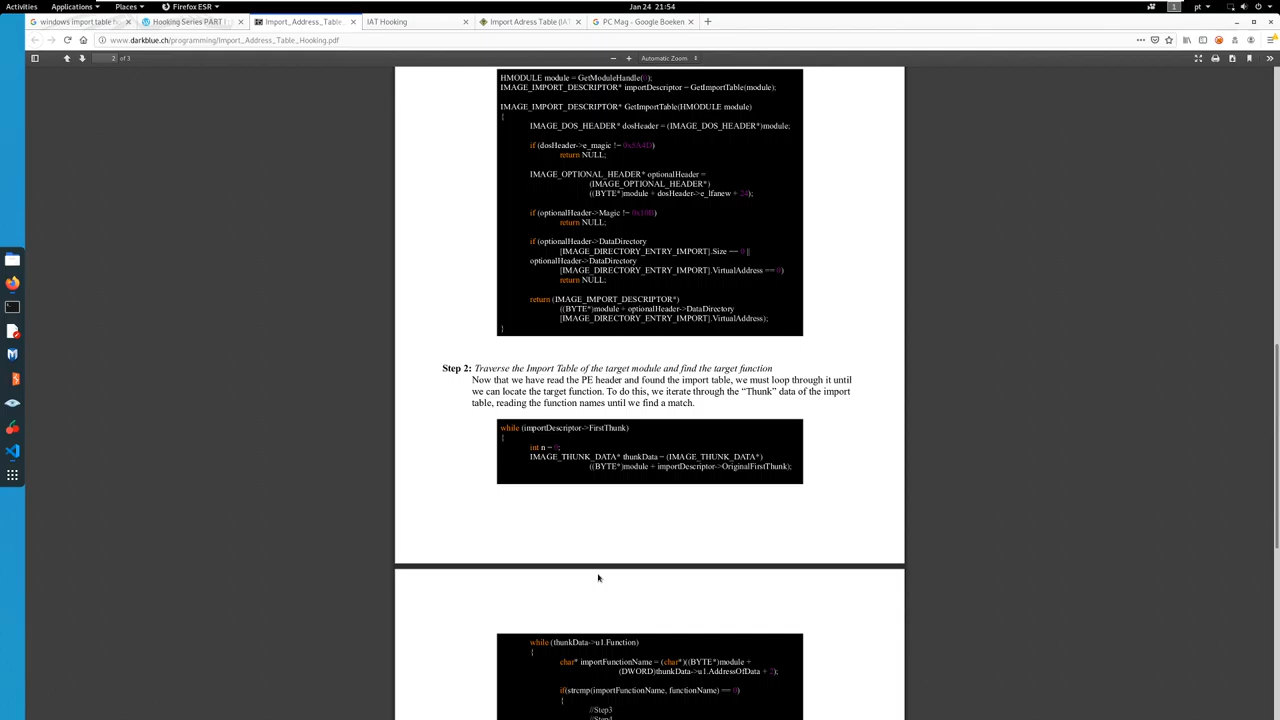 Activities Applications Places Firefox ESR Jan 24 21:54 1 pt
windows import table Hooking Series PART I Import_Address_Table_ IAT Hooking Import Adress Table (IAT PC Mag - Google Boeken
www.darkblue.ch/programming/Import_Address_Table_Hooking.pdf
2 of 3 Automatic Zoom
HMODULE module = GetModuleHandle(0);
IMAGE_IMPORT_DESCRIPTOR* importDescriptor = GetImportTable(module);
IMAGE_IMPORT_DESCRIPTOR* GetImportTable(HMODULE module)
{
IMAGE_DOS_HEADER* dosHeader = (IMAGE_DOS_HEADER*)module;
if (dosHeader->e_magic != 0x5A4D)
return NULL;
IMAGE_OPTIONAL_HEADER* optionalHeader =
(IMAGE_OPTIONAL_HEADER*)
((BYTE*)module + dosHeader->e_lfanew + 24);
if (optionalHeader->Magic != 0x10B)
return NULL;
if (optionalHeader->DataDirectory
[IMAGE_DIRECTORY_ENTRY_IMPORT].Size == 0 ||
optionalHeader->DataDirectory
[IMAGE_DIRECTORY_ENTRY_IMPORT].VirtualAddress == 0)
return NULL;
return (IMAGE_IMPORT_DESCRIPTOR*)
((BYTE*)module + optionalHeader->DataDirectory
[IMAGE_DIRECTORY_ENTRY_IMPORT].VirtualAddress);
}
Step 2: Traverse the Import Table of the target module and find the target function
Now that we have read the PE header and found the import table, we must loop through it until
we can locate the target function. To do this, we iterate through the “Thunk” data of the import
table, reading the function names until we find a match.
while (importDescriptor->FirstThunk)
{
int n = 0;
IMAGE_THUNK_DATA* thunkData = (IMAGE_THUNK_DATA*)
((BYTE*)module + importDescriptor->OriginalFirstThunk);
while (thunkData->u1.Function)
{
char* importFunctionName = (char*)((BYTE*)module +
(DWORD)thunkData->u1.AddressOfData + 2);
if(strcmp(importFunctionName, functionName) == 0)
{
//Step3
//Step4